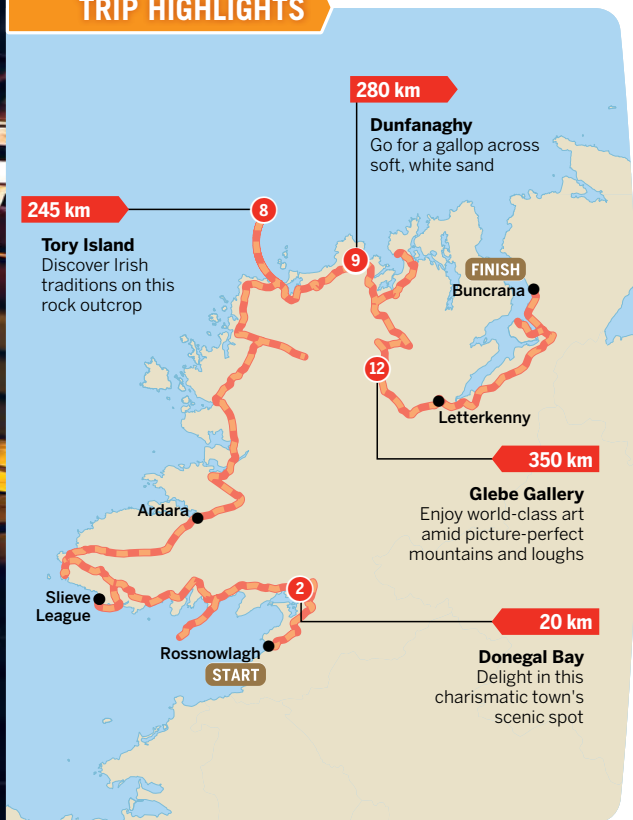 TRIP HIGHLIGHTS
280 km
Dunfanaghy
Go for a gallop across
soft, white sand
245 km
8
Tory Island
Discover Irish
traditions on this
rock outcrop
9
FINISH
Buncrana
12
Letterkenny
350 km
Glebe Gallery
Enjoy world-class art
amid picture-perfect
mountains and loughs
Ardara
Slieve
League
2
20 km
Rossnowlagh
START
Donegal Bay
Delight in this
charismatic town's
scenic spot